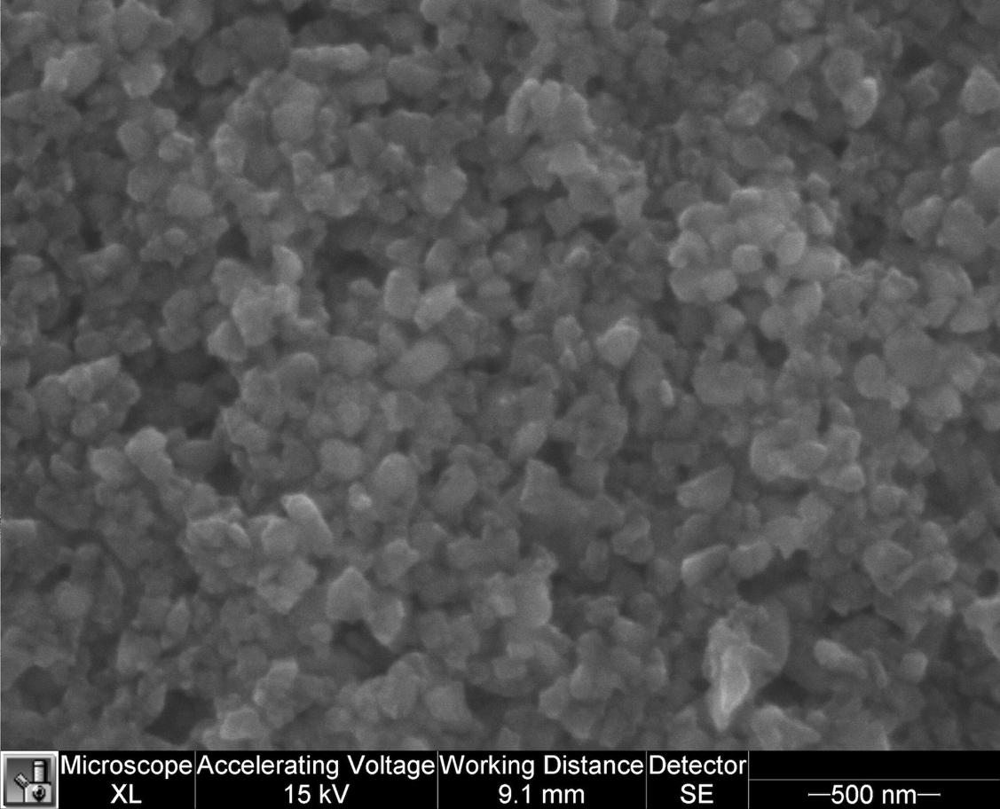 Microscope Accelerating Voltage Working Distance Detector
XL 15 kV 9.1 mm SE 500 nm